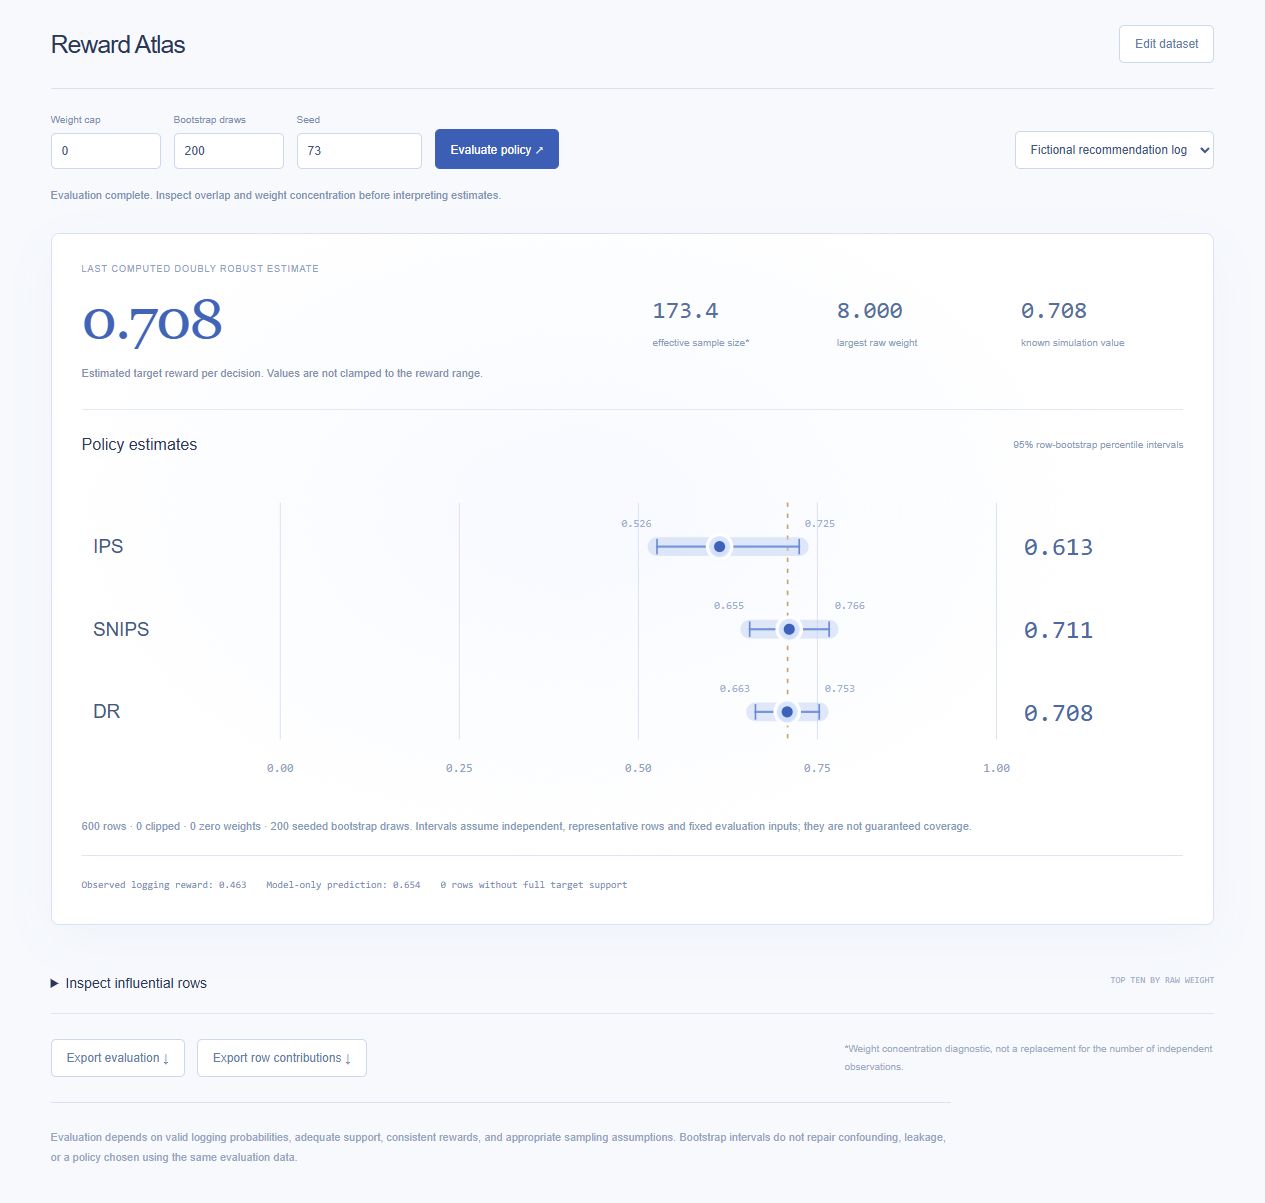 Reward Atlas
Edit dataset
Weight cap
Bootstrap draws
Seed
0
200
73
Evaluate policy ↗
Fictional recommendation log
Evaluation complete. Inspect overlap and weight concentration before interpreting estimates.
LAST COMPUTED DOUBLY ROBUST ESTIMATE
0.708
173.4
8.000
0.708
effective sample size*
largest raw weight
known simulation value
Estimated target reward per decision. Values are not clamped to the reward range.
Policy estimates
95% row-bootstrap percentile intervals
0.526
0.725
IPS
0.613
0.655
0.766
SNIPS
0.711
0.663
0.753
DR
0.708
0.00
0.25
0.50
0.75
1.00
600 rows · 0 clipped · 0 zero weights · 200 seeded bootstrap draws. Intervals assume independent, representative rows and fixed evaluation inputs; they are not guaranteed coverage.
Observed logging reward: 0.463
Model-only prediction: 0.654
0 rows without full target support
▶ Inspect influential rows
TOP TEN BY RAW WEIGHT
Export evaluation ↓
Export row contributions ↓
*Weight concentration diagnostic, not a replacement for the number of independent
observations.
Evaluation depends on valid logging probabilities, adequate support, consistent rewards, and appropriate sampling assumptions. Bootstrap intervals do not repair confounding, leakage,
or a policy chosen using the same evaluation data.